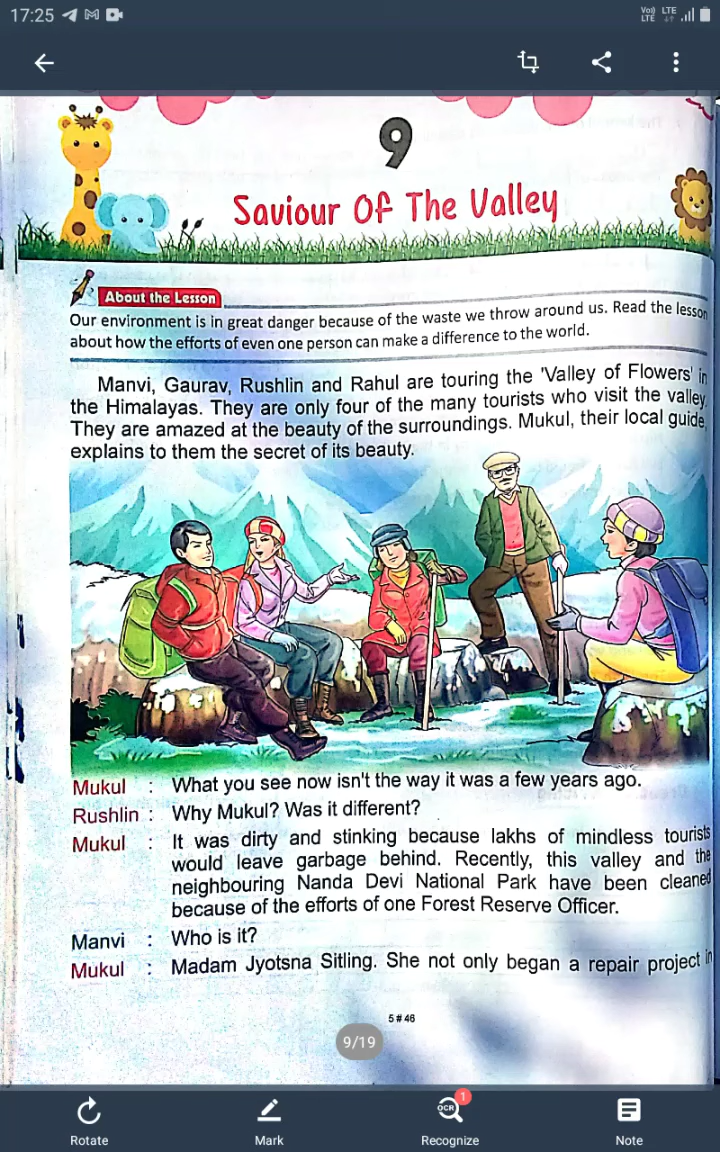 17:25
Vo)) LTE LTE
9
Saviour Of The Valley
About the Lesson
Our environment is in great danger because of the waste we throw around us. Read the lesson
about how the efforts of even one person can make a difference to the world.
Manvi, Gaurav, Rushlin and Rahul are touring the 'Valley of Flowers' in
the Himalayas. They are only four of the many tourists who visit the valley.
They are amazed at the beauty of the surroundings. Mukul, their local guide,
explains to them the secret of its beauty.
Mukul : What you see now isn't the way it was a few years ago.
Rushlin : Why Mukul? Was it different?
Mukul : It was dirty and stinking because lakhs of mindless tourists
would leave garbage behind. Recently, this valley and the
neighbouring Nanda Devi National Park have been cleaned
because of the efforts of one Forest Reserve Officer.
Manvi : Who is it?
Mukul : Madam Jyotsna Sitling. She not only began a repair project in
5#46
9/19
OCR 1
Rotate Mark Recognize Note